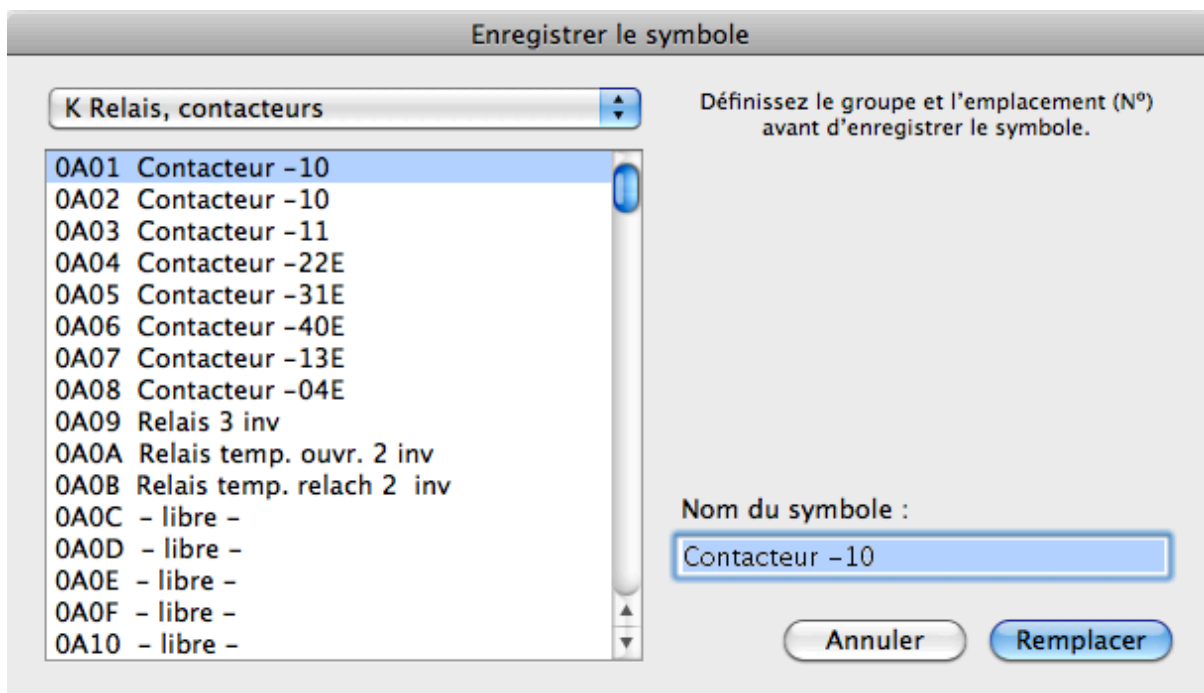 Enregistrer le symbole
K Relais, contacteurs
Définissez le groupe et l'emplacement (Nº)
avant d'enregistrer le symbole.
0A01 Contacteur –10
0A02 Contacteur –10
0A03 Contacteur –11
0A04 Contacteur –22E
0A05 Contacteur –31E
0A06 Contacteur –40E
0A07 Contacteur –13E
0A08 Contacteur –04E
0A09 Relais 3 inv
0A0A Relais temp. ouvr. 2 inv
0A0B Relais temp. relach 2 inv
0A0C – libre –
0A0D – libre –
0A0E – libre –
0A0F – libre –
0A10 – libre –
Nom du symbole :
Contacteur –10
Annuler
Remplacer